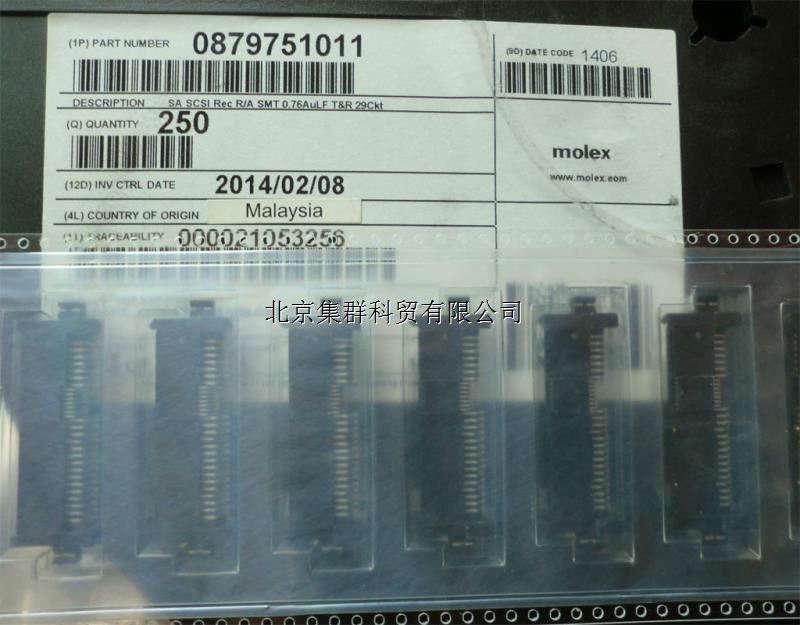 (1P) PART NUMBER 0879751011
(9D) DATE CODE 1406
DESCRIPTION SA SCSI Rec R/A SMT 0.76AuLF T&R 29Ckt
(Q) QUANTITY 250
molex
www.molex.com
(12D) INV CTRL DATE 2014/02/08
(4L) COUNTRY OF ORIGIN Malaysia
(1T) TRACEABILITY 000021053256
北京集群科贸有限公司